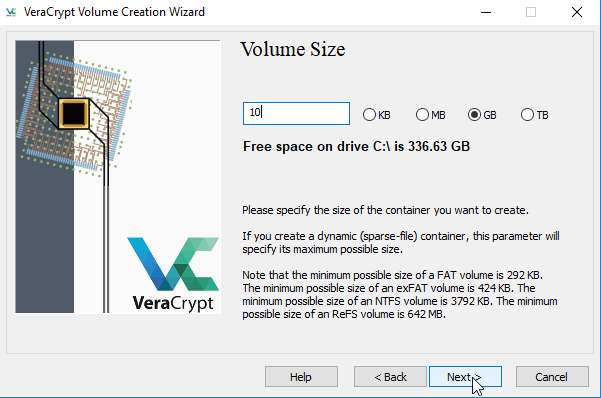 VeraCrypt Volume Creation Wizard
Volume Size
10
KB
MB
GB
TB
Free space on drive C:\ is 336.63 GB
Please specify the size of the container you want to create.
If you create a dynamic (sparse-file) container, this parameter will
specify its maximum possible size.
Note that the minimum possible size of a FAT volume is 292 KB.
The minimum possible size of an exFAT volume is 424 KB. The
minimum possible size of an NTFS volume is 3792 KB. The minimum
possible size of an ReFS volume is 642 MB.
VeraCrypt
Help
< Back
Next >
Cancel